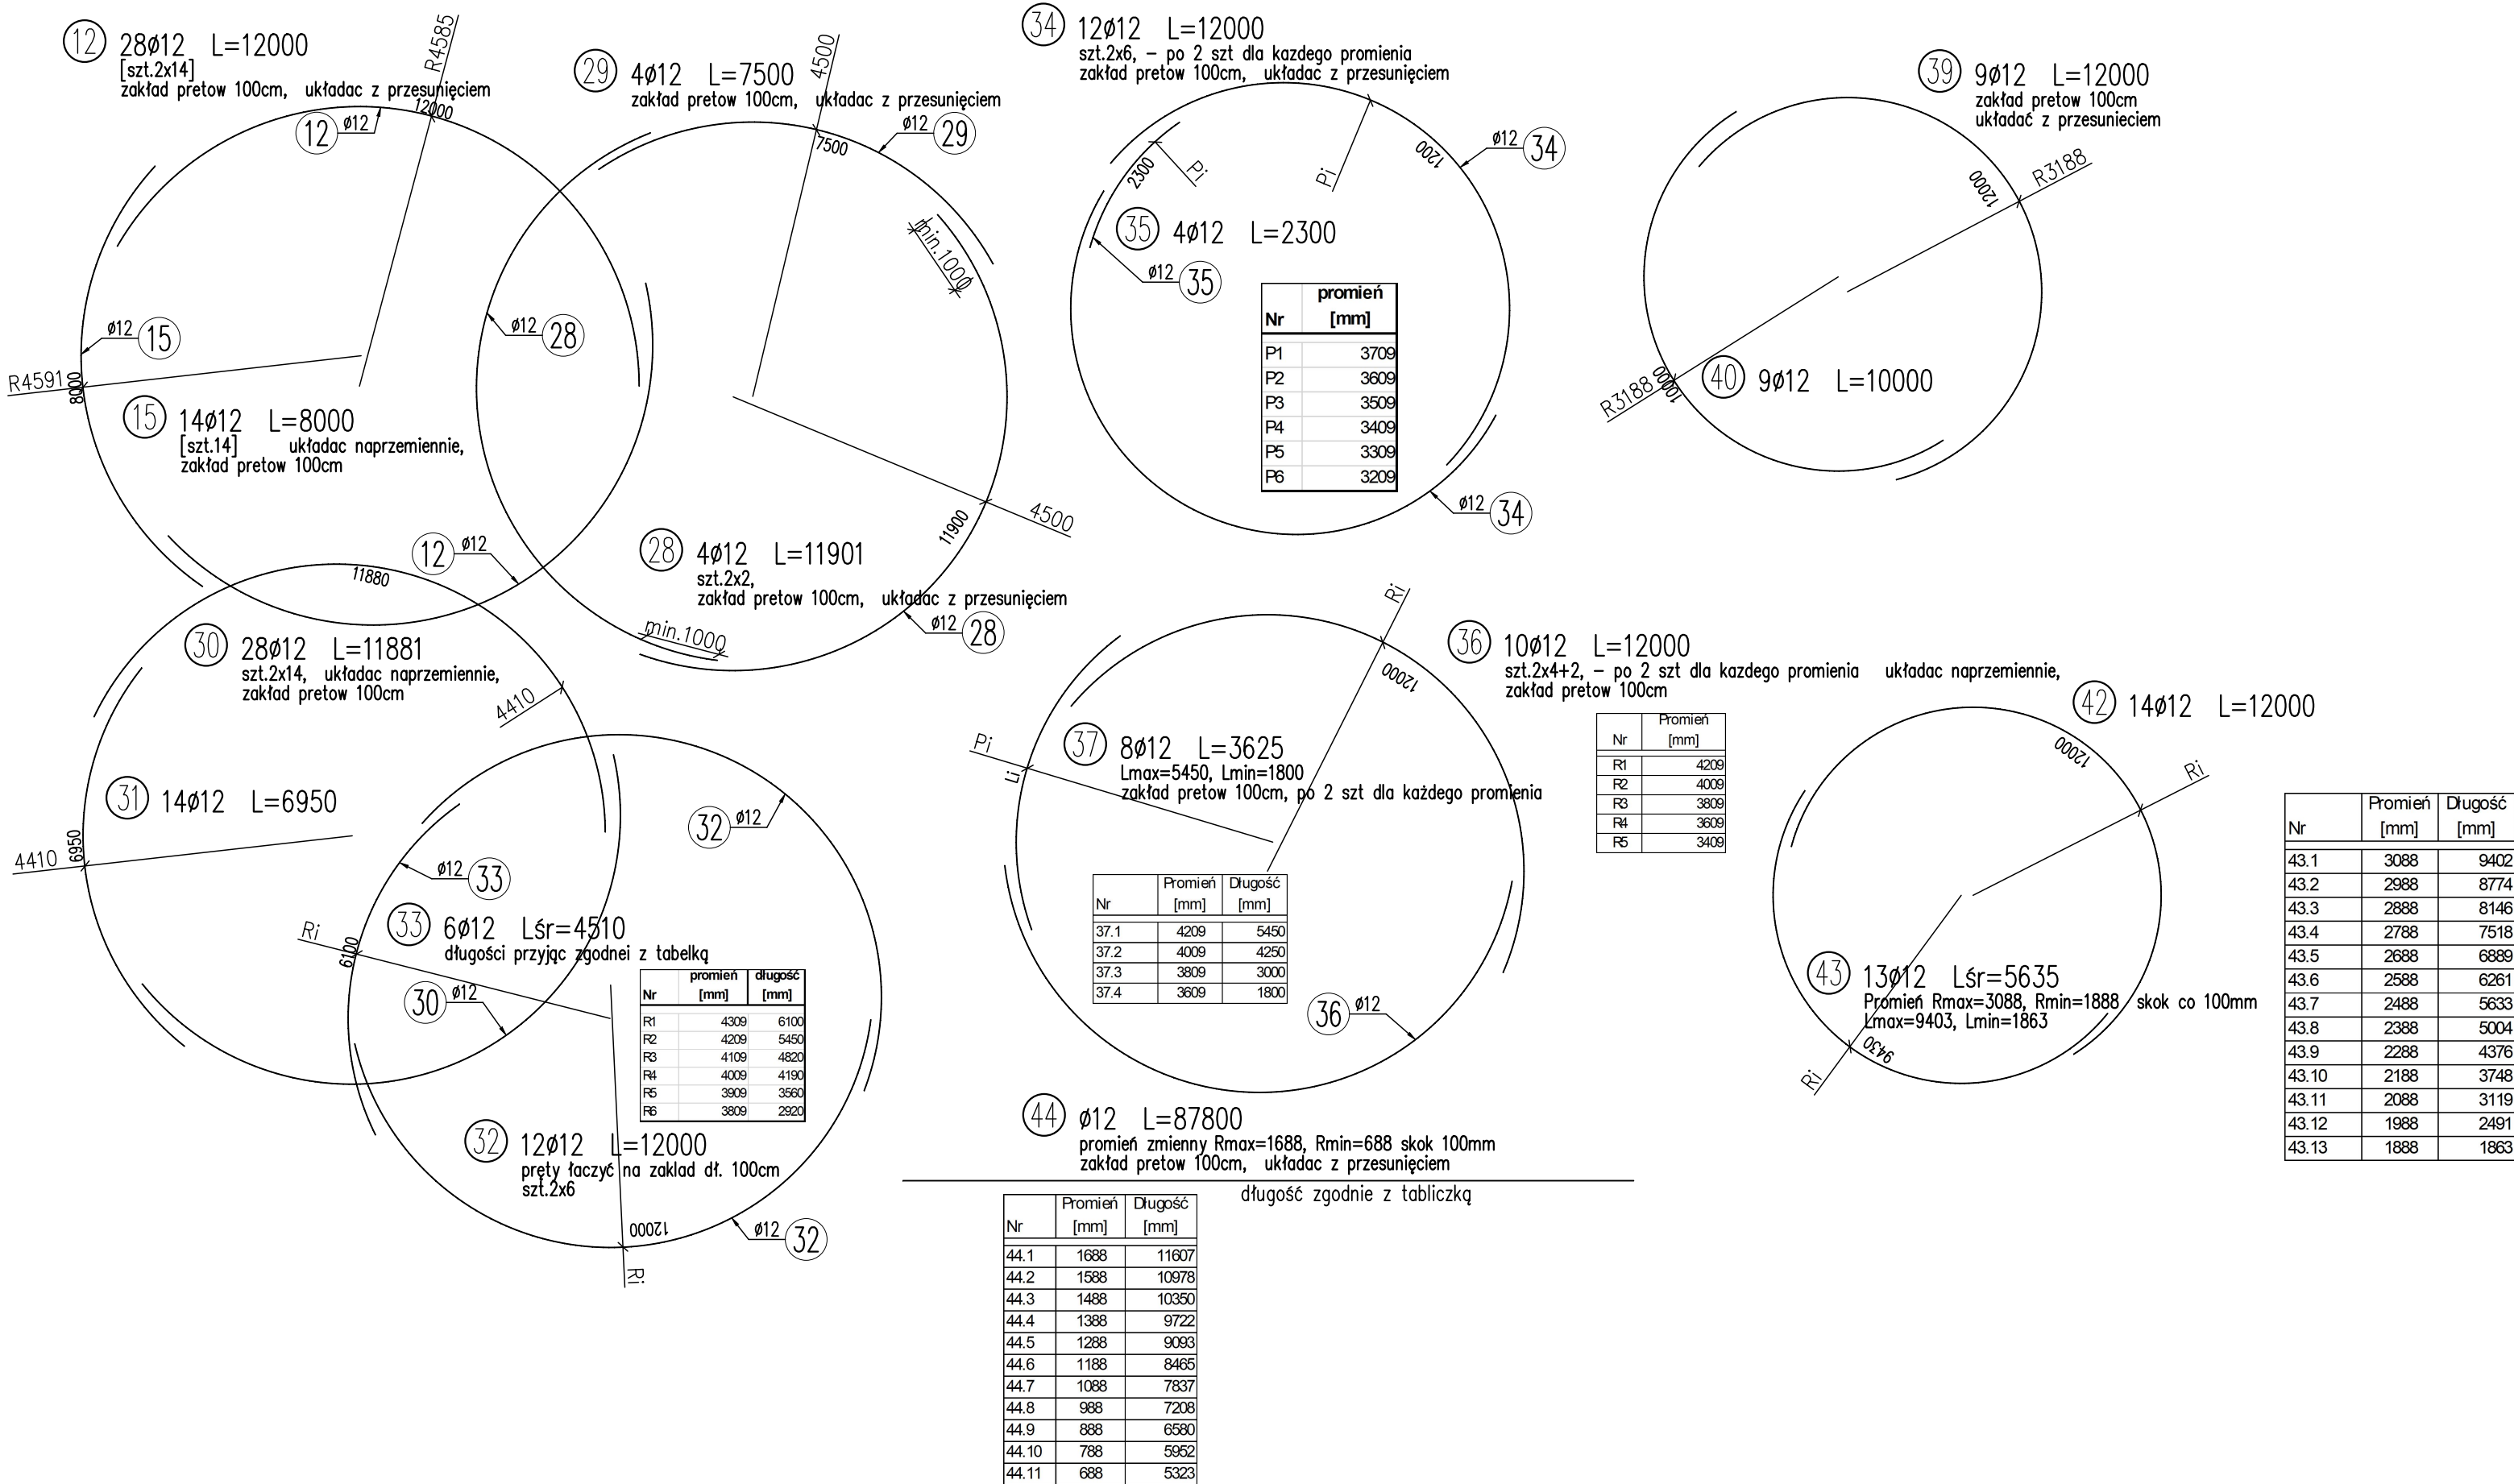 12 28ø12 L=12000
[szt.2x14]
zakład pretow 100cm, układac z przesunięciem
R4585
12000
12 ø12
ø12 15
R4591
8000
15 14ø12 L=8000
[szt.14] układac naprzemiennie,
zakład pretow 100cm
12 ø12
29 4ø12 L=7500
zakład pretow 100cm, układac z przesunięciem
4500
7500
ø12 29
min.1000
ø12 28
4500
11900
28 4ø12 L=11901
szt.2x2,
zakład pretow 100cm, układac z przesunięciem
min.1000
ø12 28
34 12ø12 L=12000
szt.2x6, – po 2 szt dla kazdego promienia
zakład pretow 100cm, układac z przesunięciem
Pi
Pi
2300
1200
ø12 34
35 4ø12 L=2300
ø12 35
Nr promień [mm]
P1 3709
P2 3609
P3 3509
P4 3409
P5 3309
P6 3209
ø12 34
39 9ø12 L=12000
zakład pretow 100cm
układać z przesunieciem
R3188
12000
R3188
10000
40 9ø12 L=10000
11880
30 28ø12 L=11881
szt.2x14, układac naprzemiennie,
zakład pretow 100cm
4410
31 14ø12 L=6950
4410
6950
32 ø12
ø12 33
33 6ø12 Lśr=4510
długości przyjąc zgodnei z tabelką
Ri
6100
30 ø12
Nr promień [mm] długość [mm]
R1 4309 6100
R2 4209 5450
R3 4109 4820
R4 4009 4190
R5 3909 3560
R6 3809 2920
32 12ø12 L=12000
pręty łaczyć na zaklad dł. 100cm
szt.2x6
12000
Ri
ø12 32
Ri
12000
36 10ø12 L=12000
szt.2x4+2, – po 2 szt dla kazdego promienia układac naprzemiennie,
zakład pretow 100cm
Nr Promień [mm]
R1 4209
R2 4009
R3 3809
R4 3609
R5 3409
Pi
Li
37 8ø12 L=3625
Lmax=5450, Lmin=1800
zakład pretow 100cm, po 2 szt dla każdego promienia
Nr Promień [mm] Długość [mm]
37.1 4209 5450
37.2 4009 4250
37.3 3809 3000
37.4 3609 1800
36 ø12
42 14ø12 L=12000
12000
Ri
43 13ø12 Lśr=5635
Promień Rmax=3088, Rmin=1888 skok co 100mm
Lmax=9403, Lmin=1863
9430
Ri
Nr Promień [mm] Długość [mm]
43.1 3088 9402
43.2 2988 8774
43.3 2888 8146
43.4 2788 7518
43.5 2688 6889
43.6 2588 6261
43.7 2488 5633
43.8 2388 5004
43.9 2288 4376
43.10 2188 3748
43.11 2088 3119
43.12 1988 2491
43.13 1888 1863
44 ø12 L=87800
promień zmienny Rmax=1688, Rmin=688 skok 100mm
zakład pretow 100cm, układac z przesunięciem
długość zgodnie z tabliczką
Nr Promień [mm] Długość [mm]
44.1 1688 11607
44.2 1588 10978
44.3 1488 10350
44.4 1388 9722
44.5 1288 9093
44.6 1188 8465
44.7 1088 7837
44.8 988 7208
44.9 888 6580
44.10 788 5952
44.11 688 5323